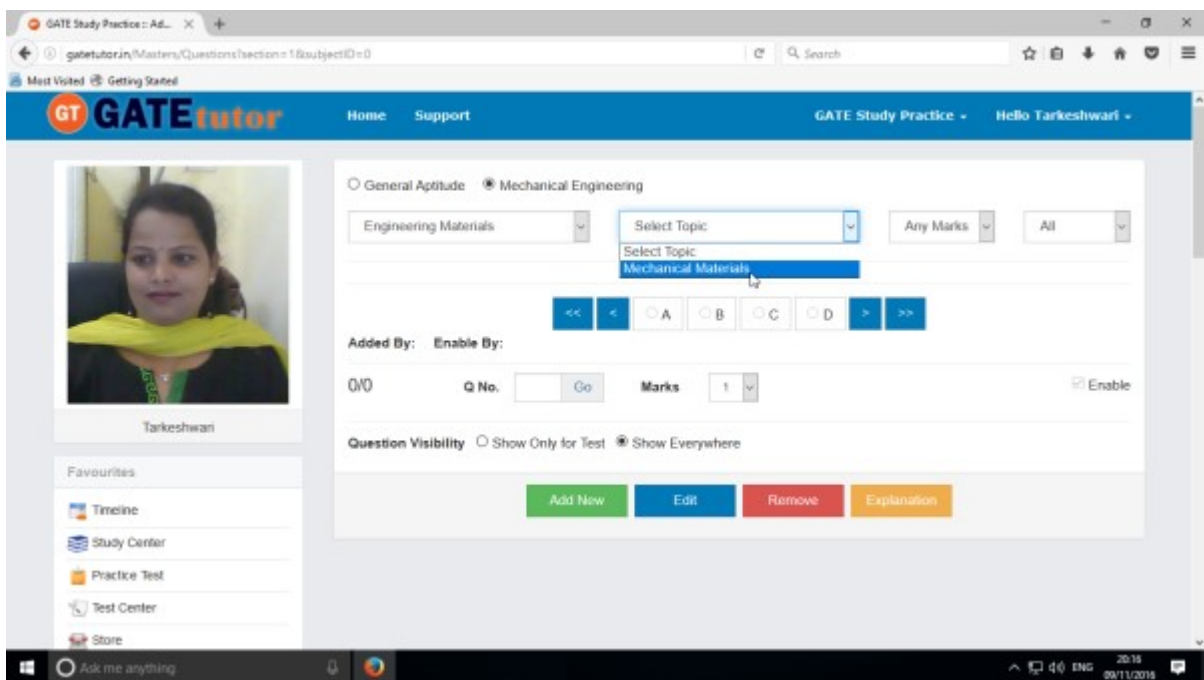 GATE Study Practice :: Ad...
gatetutor.in/Masters/Questions?section=1&subjectID=0
Search
Most Visited Getting Started
GT GATEtutor Home Support GATE Study Practice Hello Tarkeshwari
General Aptitude Mechanical Engineering
Engineering Materials Select Topic Any Marks All
Select Topic
Mechanical Materials
<< < A B C D > >>
Added By: Enable By:
0/0 Q No. Go Marks 1 Enable
Tarkeshwari
Question Visibility Show Only for Test Show Everywhere
Favourites
Add New Edit Remove Explanation
Timeline
Study Center
Practice Test
Test Center
Store
Ask me anything ENG 20:16
09/11/2016